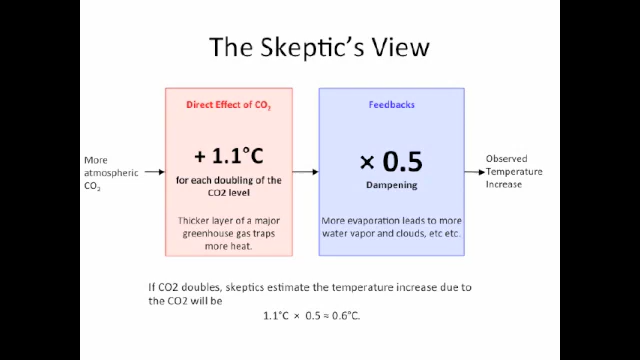 The Skeptic's View
Direct Effect of CO₂
+ 1.1°C
for each doubling of the
CO2 level
Thicker layer of a major
greenhouse gas traps
more heat.
Feedbacks
× 0.5
Dampening
More evaporation leads to more
water vapor and clouds, etc etc.
More
atmospheric
CO₂
Observed
Temperature
Increase
If CO2 doubles, skeptics estimate the temperature increase due to
the CO2 will be
1.1°C × 0.5 ≈ 0.6°C.